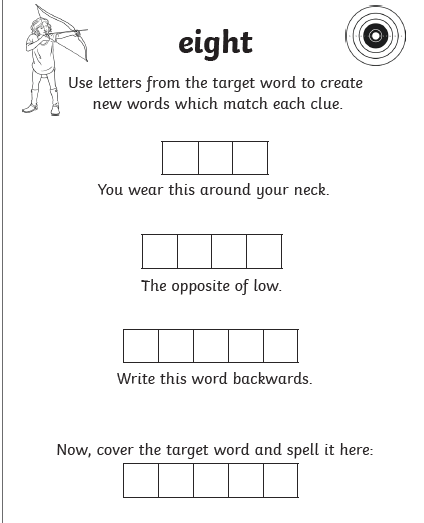 eight
Use letters from the target word to create
new words which match each clue.
You wear this around your neck.
The opposite of low.
Write this word backwards.
Now, cover the target word and spell it here: